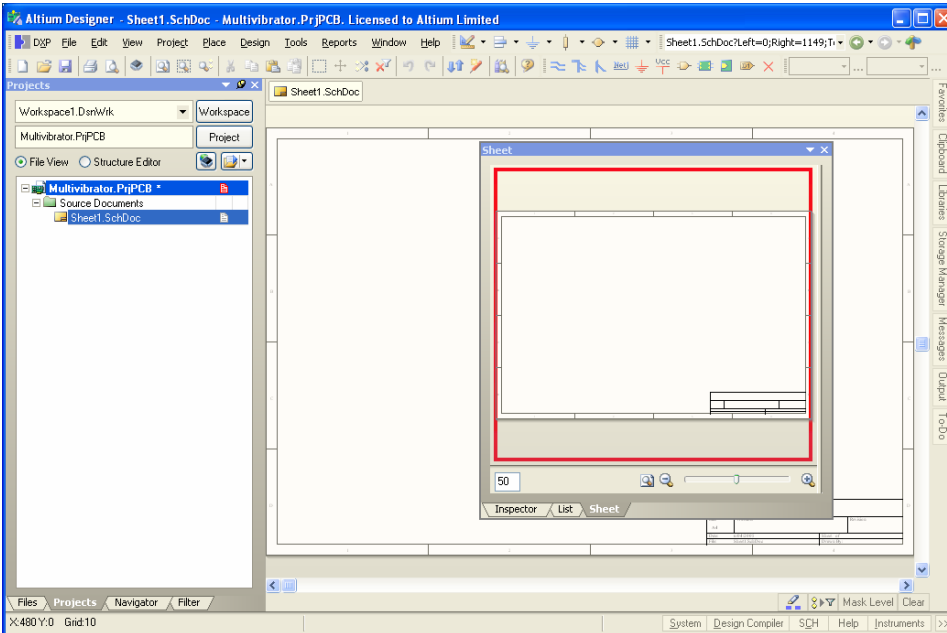 Altium Designer - Sheet1.SchDoc - Multivibrator.PrjPCB. Licensed to Altium Limited
DXP File Edit View Project Place Design Tools Reports Window Help Sheet1.SchDoc?Left=0;Right=1149;T
Net VCC ...
Projects
Workspace1.DsnWrk Workspace
Multivibrator.PrjPCB Project
File View Structure Editor
Multivibrator.PrjPCB *
Source Documents
Sheet1.SchDoc
Files Projects Navigator Filter
Sheet1.SchDoc
Sheet
50
Inspector List Sheet
Favorites
Clipboard
Libraries
Storage Manager
Messages
Output
To-Do
Mask Level Clear
X:480 Y:0 Grid:10 System Design Compiler SCH Help Instruments >>